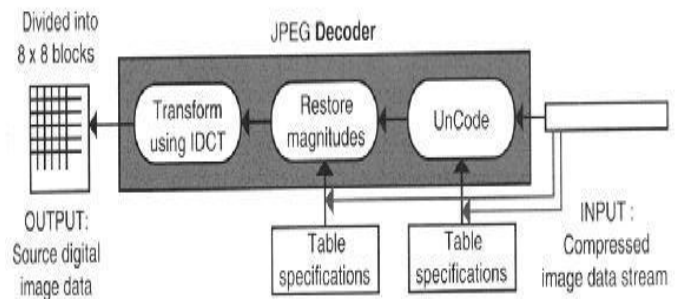 Divided into
8 x 8 blocks
JPEG Decoder
Transform
using IDCT
Restore
magnitudes
UnCode
OUTPUT:
Source digital
image data
Table
specifications
Table
specifications
INPUT :
Compressed
image data stream